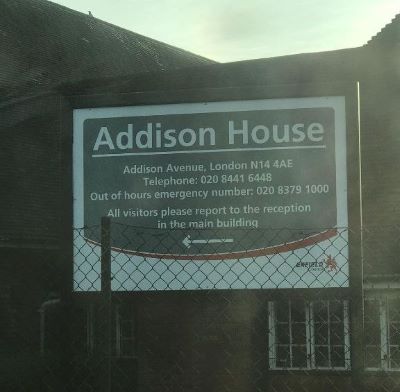 Addison House
Addison Avenue, London N14 4AE
Telephone: 020 8441 6448
Out of hours emergency number: 020 8379 1000
All visitors please report to the reception
in the main building
ENFIELD